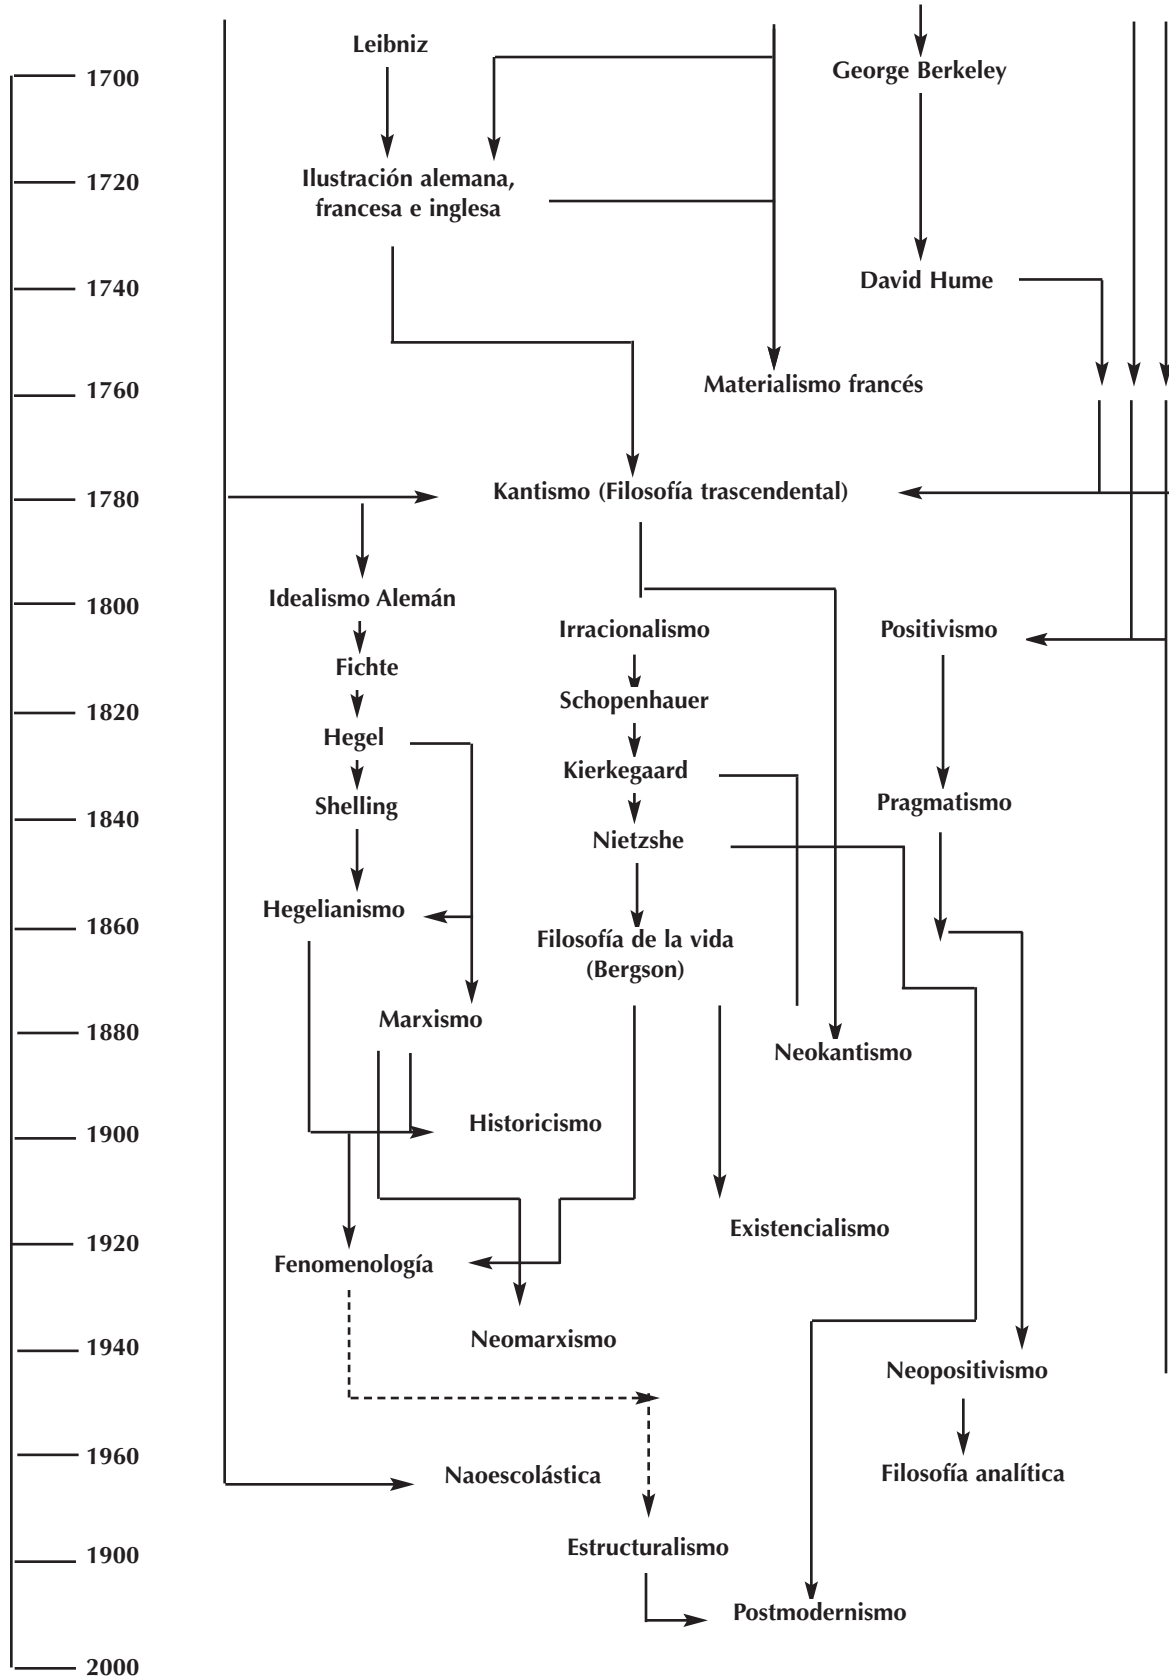 Leibniz
George Berkeley
1700
Ilustración alemana,
francesa e inglesa
1720
David Hume
1740
Materialismo francés
1760
Kantismo (Filosofía trascendental)
1780
Idealismo Alemán
1800
Irracionalismo
Positivismo
Fichte
Schopenhauer
1820
Hegel
Kierkegaard
Shelling
Pragmatismo
1840
Nietzshe
Hegelianismo
1860
Filosofía de la vida
(Bergson)
Marxismo
1880
Neokantismo
Historicismo
1900
Existencialismo
1920
Fenomenología
Neomarxismo
1940
Neopositivismo
1960
Naoescolástica
Filosofía analítica
Estructuralismo
1900
Postmodernismo
2000